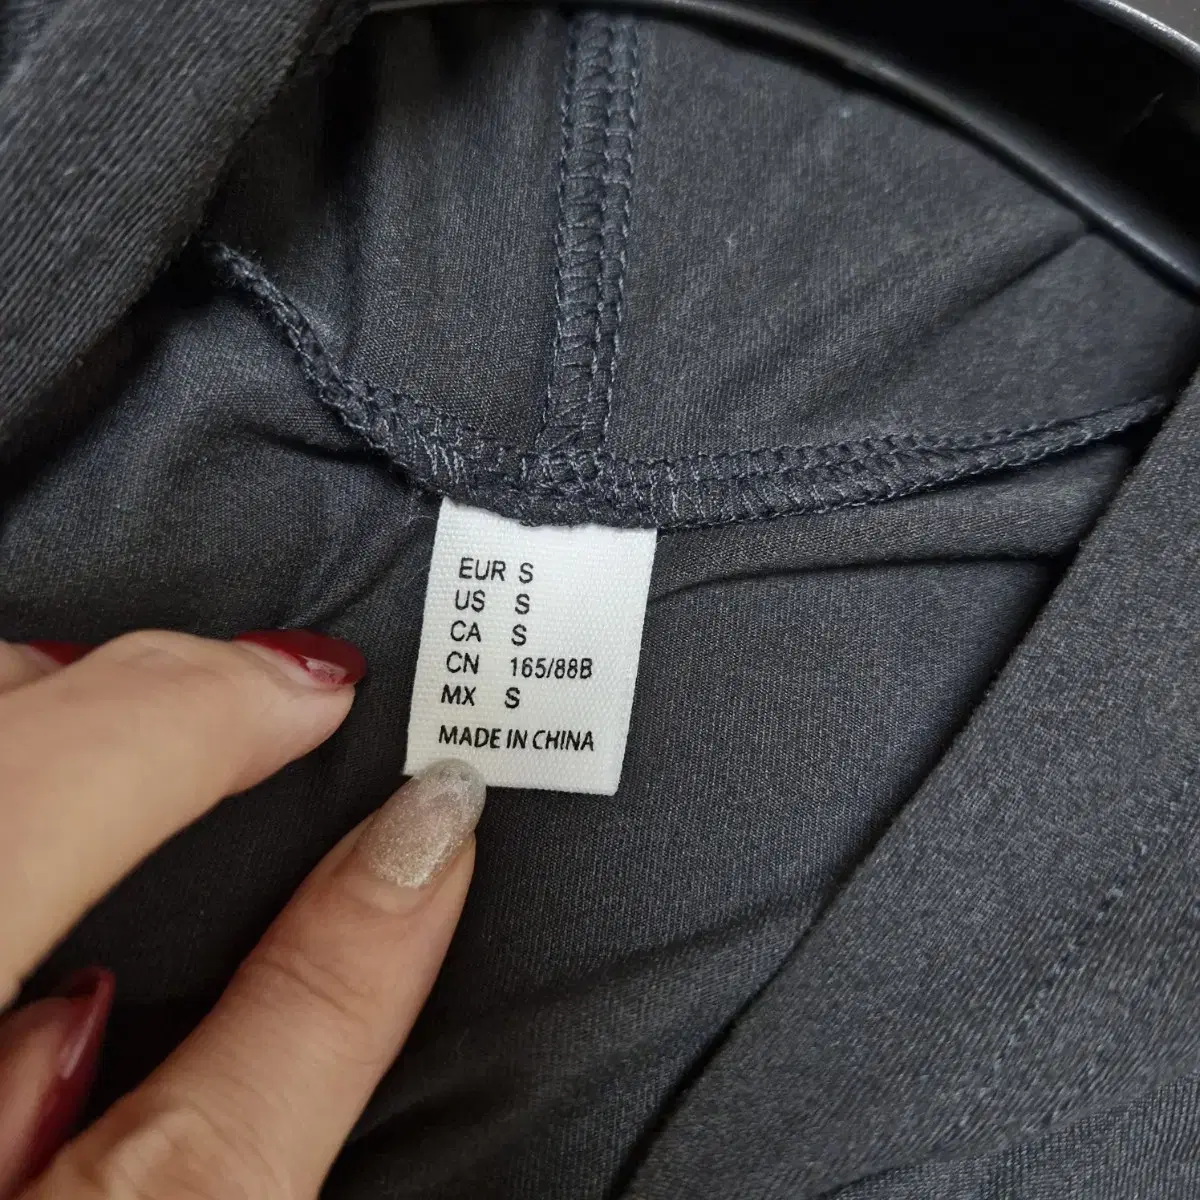 EUR S
US S
CA S
CN 165/88B
MX S
MADE IN CHINA